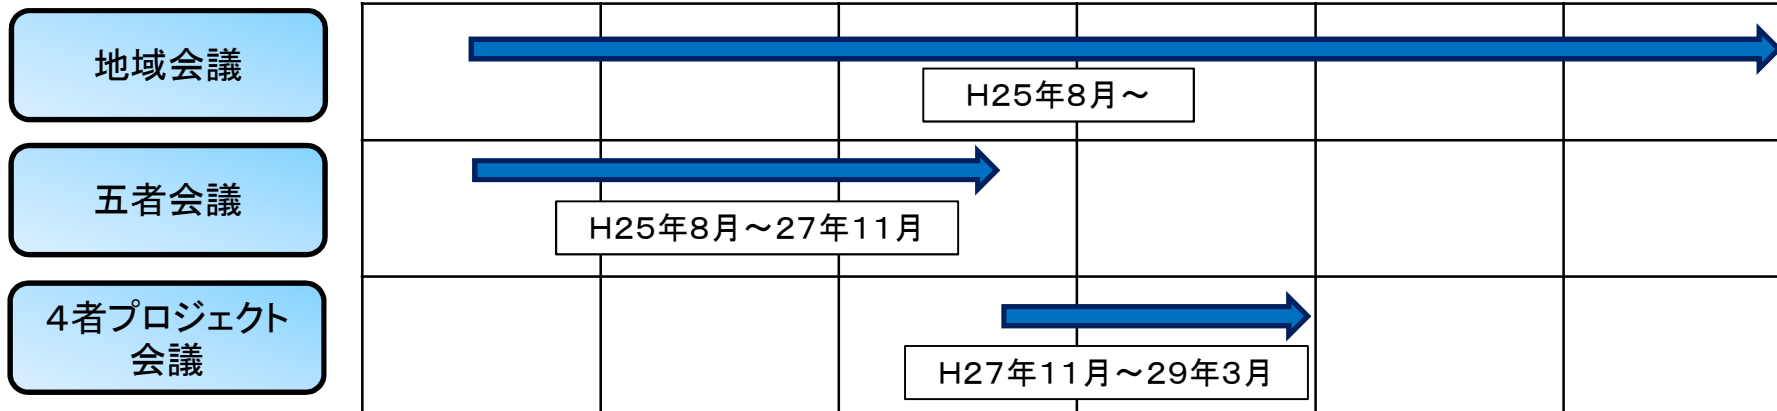 地域会議
H25年8月～
五者会議
H25年8月～27年11月
4者プロジェクト
会議
H27年11月～29年3月